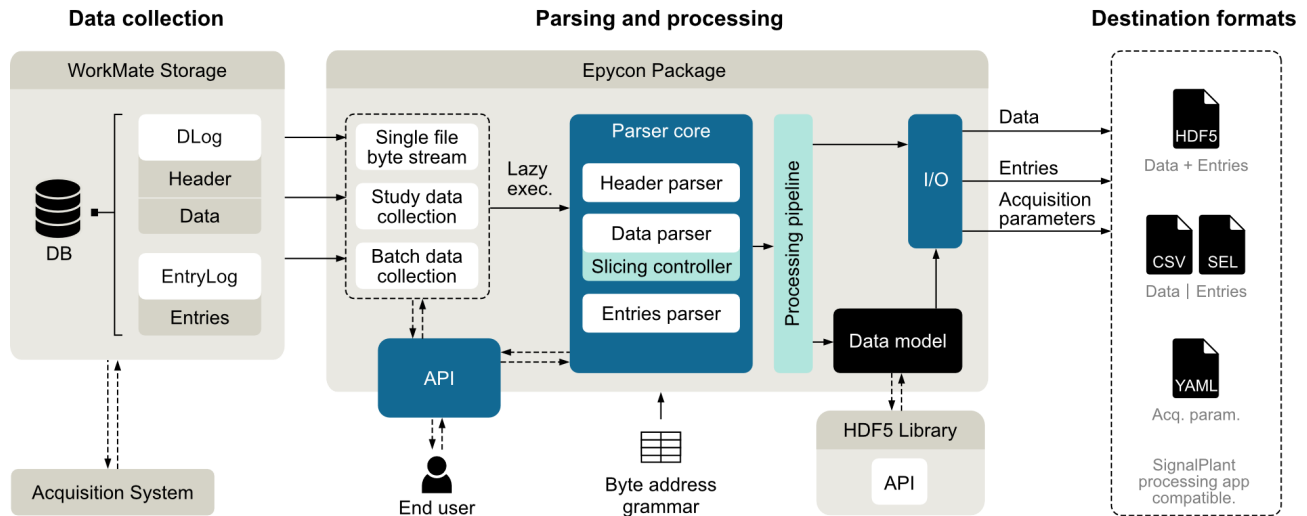 Data collection
Parsing and processing
Destination formats
WorkMate Storage
DB
DLog
Header
Data
EntryLog
Entries
Acquisition System
Epycon Package
Single file
byte stream
Study data
collection
Batch data
collection
Lazy
exec.
API
End user
Parser core
Header parser
Data parser
Slicing controller
Entries parser
Byte address
grammar
Processing pipeline
I/O
Data model
HDF5 Library
API
Data
Entries
Acquisition
parameters
HDF5
Data + Entries
CSV
SEL
Data | Entries
YAML
Acq. param.
SignalPlant
processing app
compatible.